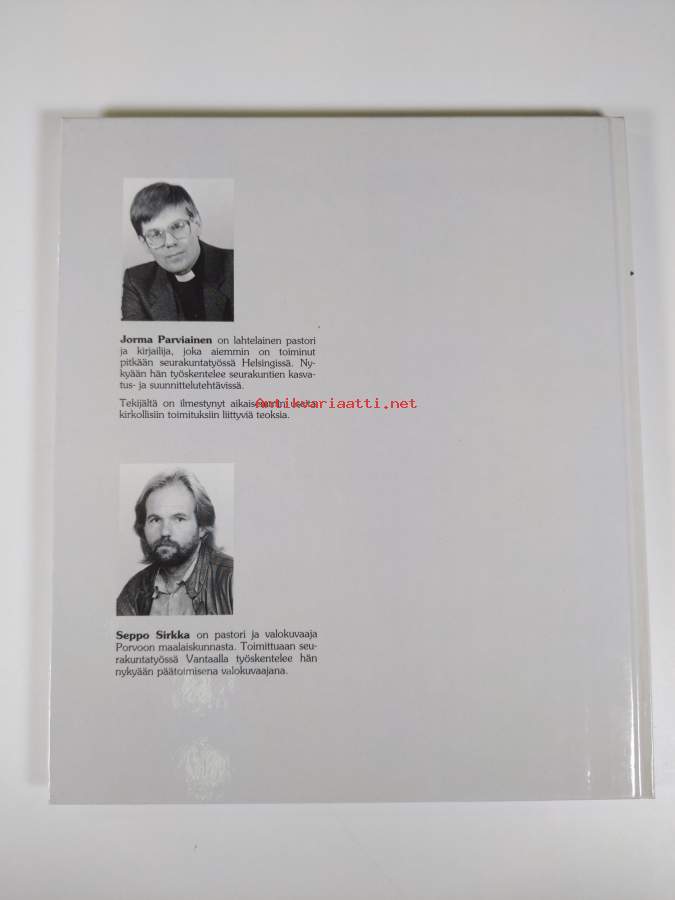 Jorma Parviainen on lahtelainen pastori
ja kirjailija, joka aiemmin on toiminut
pitkään seurakuntatyössä Helsingissä. Ny-
kyään hän työskentelee seurakuntien kasva-
tus- ja suunnittelutehtävissä.
Tekijältä on ilmestynyt aikaisemmin useita
Antikvariaatti.net
kirkollisiin toimituksiin liittyviä teoksia.
Seppo Sirkka on pastori ja valokuvaaja
Porvoon maalaiskunnasta. Toimittuaan seu-
rakuntatyössä Vantaalla työskentelee hän
nykyään päätoimisena valokuvaajana.